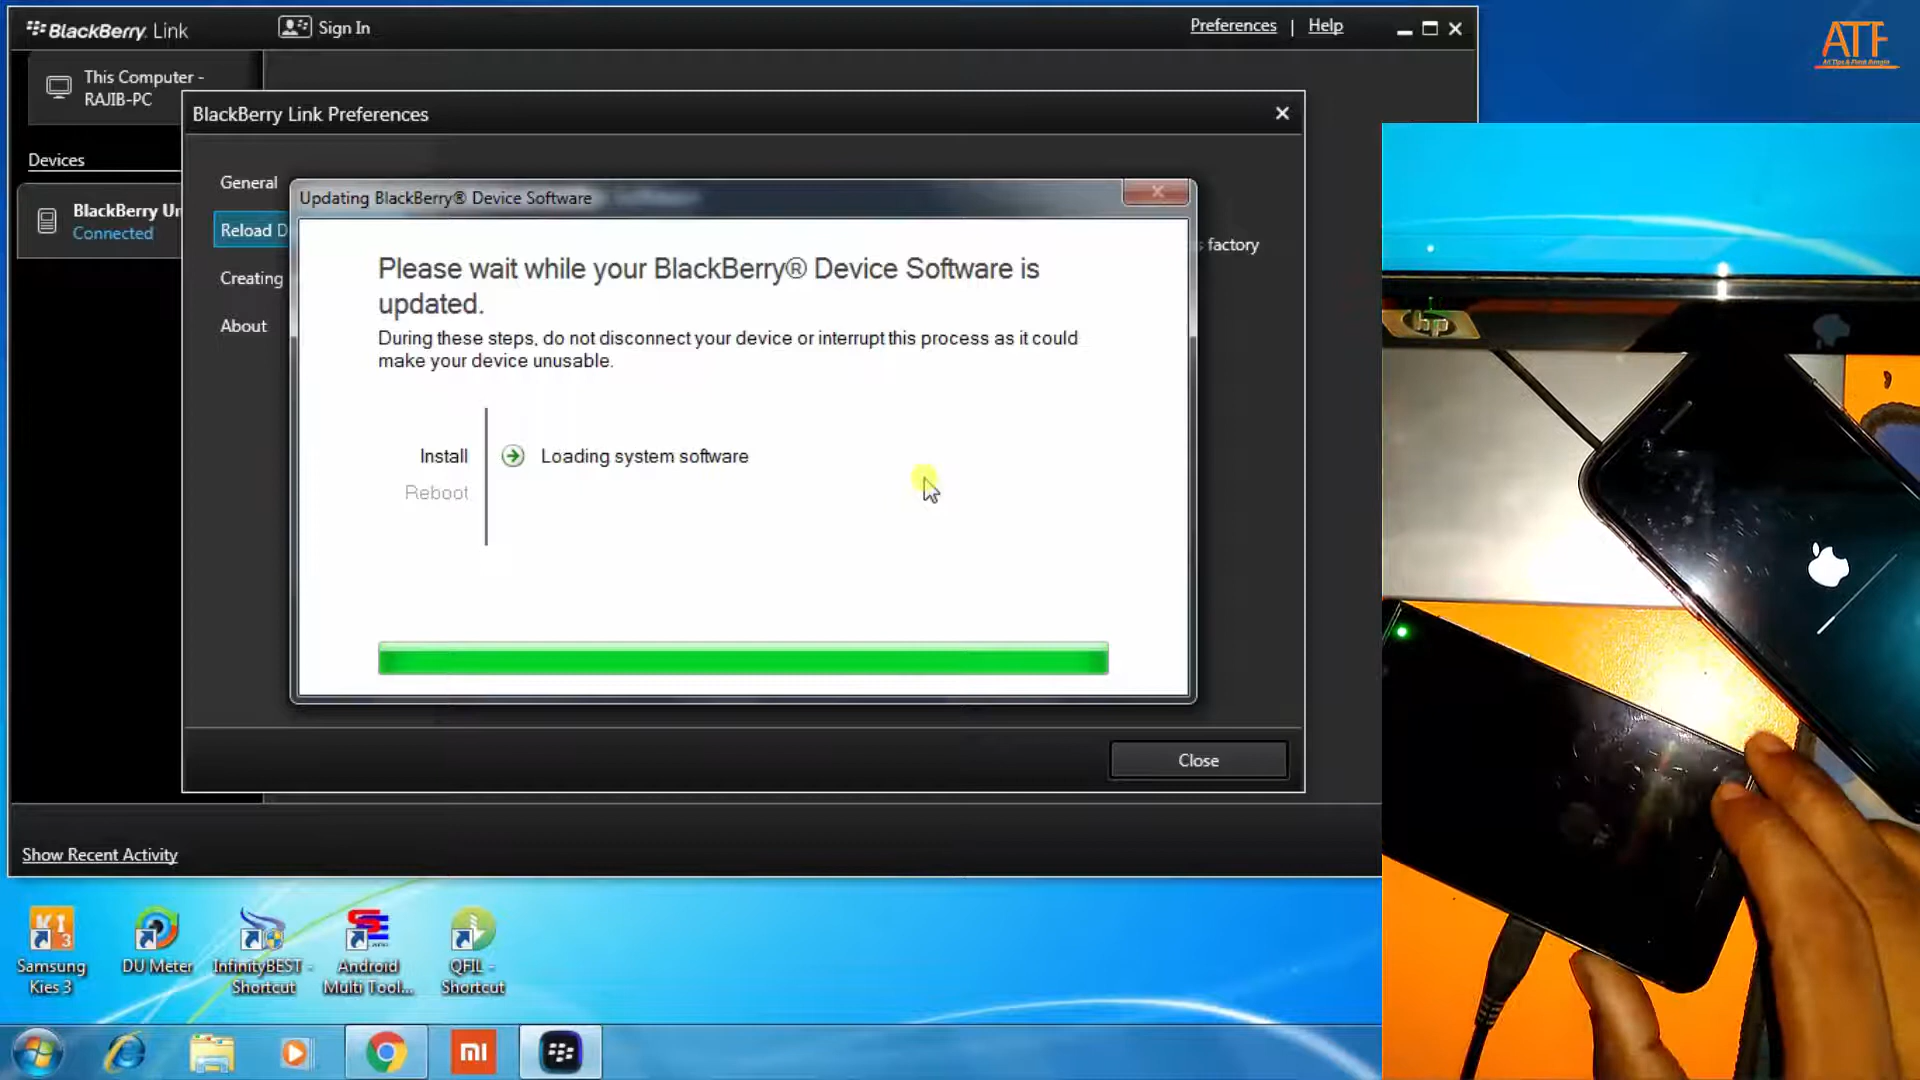 BlackBerry Link
Sign In
Preferences | Help
ATF
This Computer -
RAJIB-PC
BlackBerry Link Preferences
Devices
BlackBerry Un
Connected
General
Reload D
Creating
About
s factory
Updating BlackBerry® Device Software
Please wait while your BlackBerry® Device Software is
updated.
During these steps, do not disconnect your device or interrupt this process as it could
make your device unusable.
Install
Loading system software
Reboot
Close
Show Recent Activity
Samsung
Kies 3
DU Meter
InfinityBEST -
Shortcut
Android
Multi Tool...
QFIL -
Shortcut
mi
hp